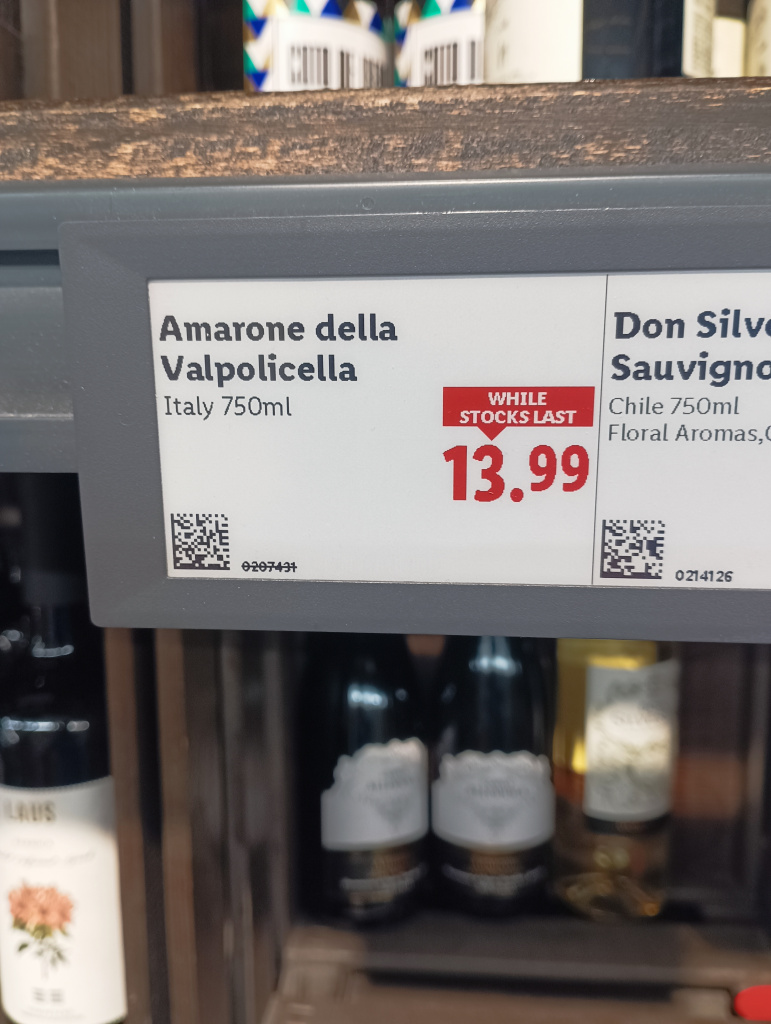 Amarone della
Valpolicella
Italy 750ml
WHILE
STOCKS LAST
13.99
0207431
Don Silv
Sauvigno
Chile 750ml
Floral Aromas,
0214126
LAUS